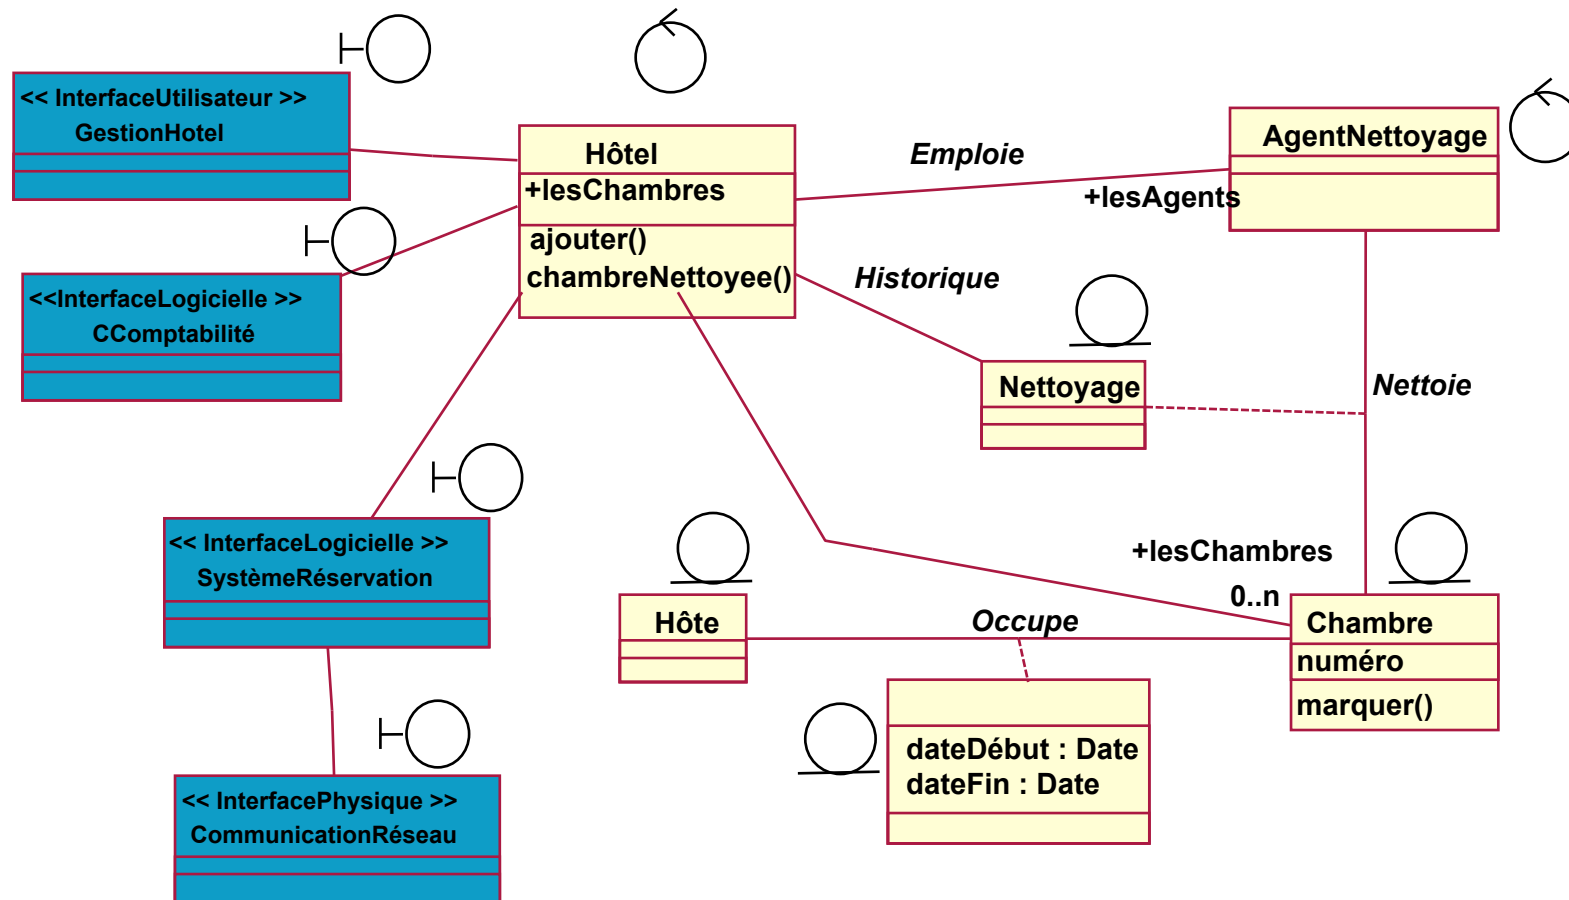 << InterfaceUtilisateur >>
GestionHotel
Hôtel
+lesChambres
ajouter()
chambreNettoyee()
Emploie
+lesAgents
AgentNettoyage
<<InterfaceLogicielle >>
CComptabilité
Historique
Nettoyage
Nettoie
<< InterfaceLogicielle >>
SystèmeRéservation
+lesChambres
0..n
Hôte
Occupe
Chambre
numéro
marquer()
dateDébut : Date
dateFin : Date
<< InterfacePhysique >>
CommunicationRéseau